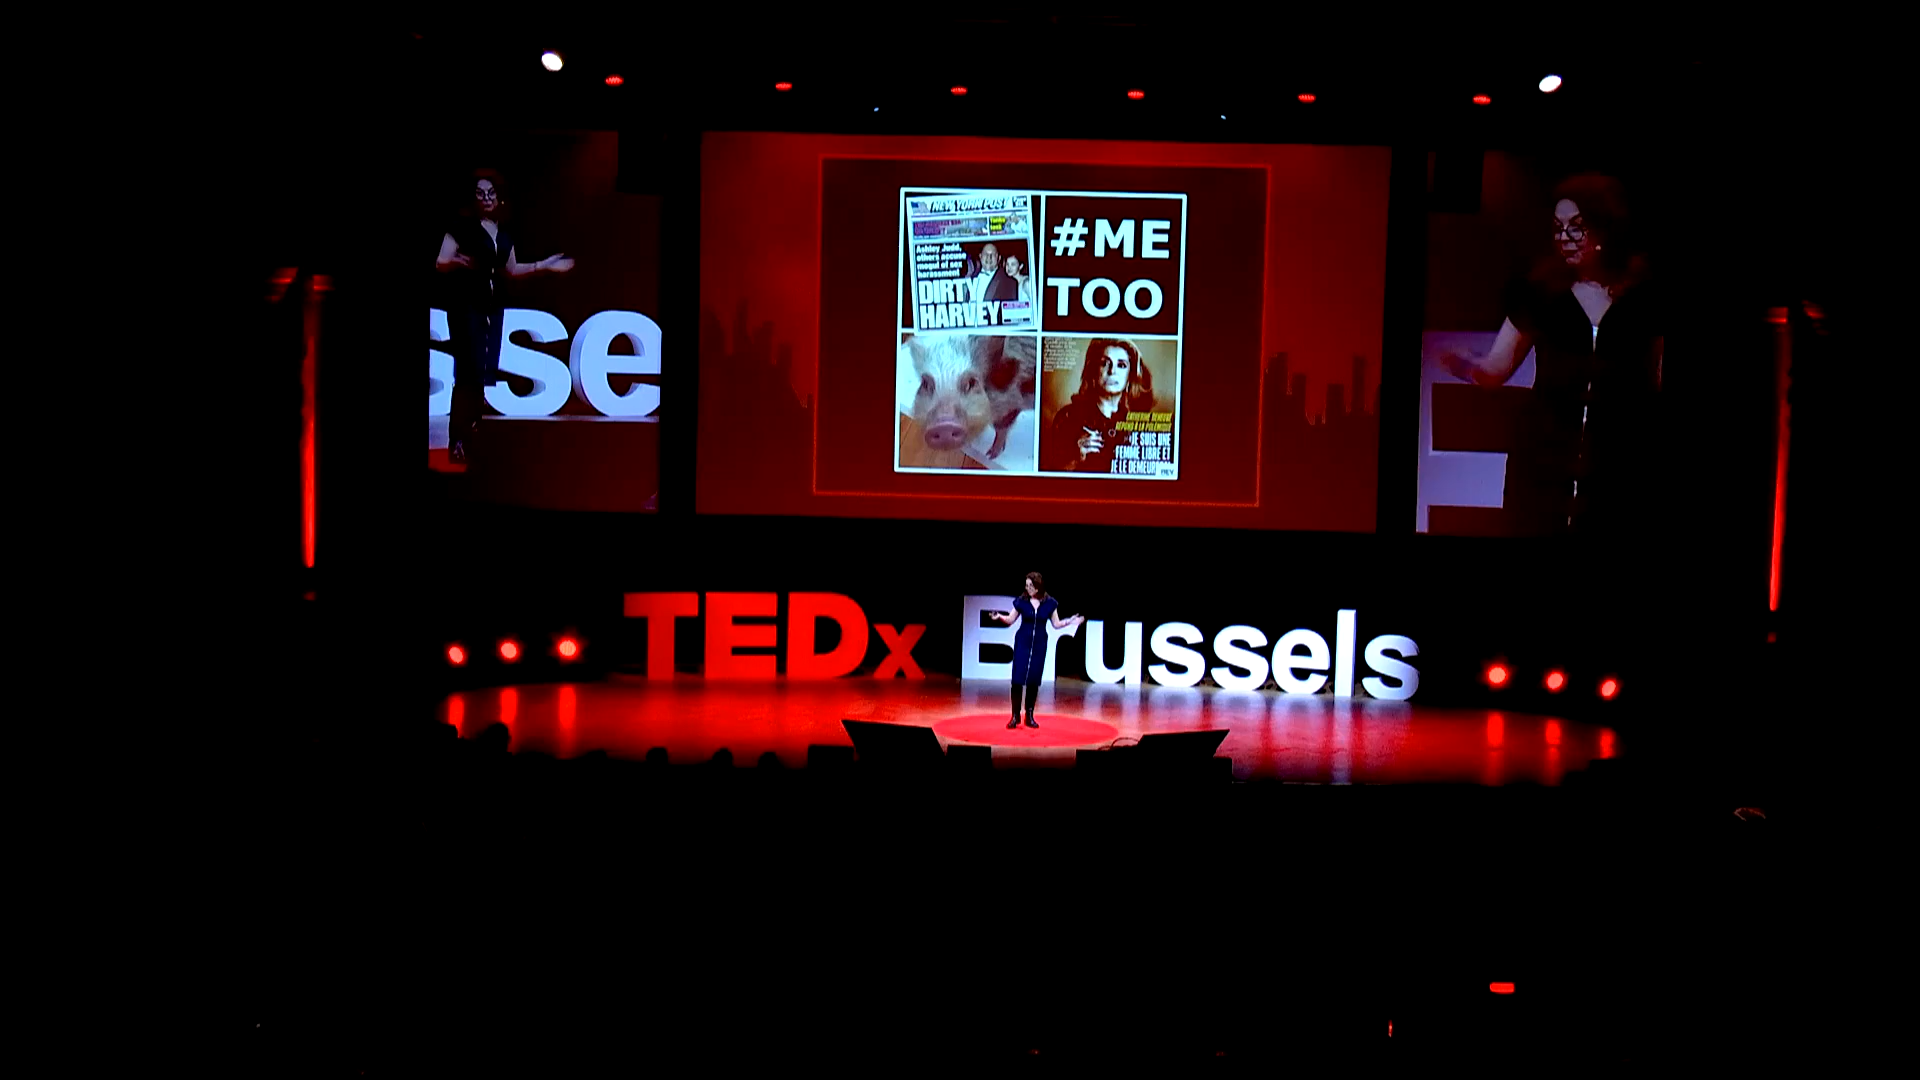 NEW YORK POST
Ashley Judd,
others accuse
mogul of sex
harassment
DIRTY
HARVEY
#ME
TOO
CATHERINE DENEUVE
RÉPOND À LA POLÉMIQUE
«JE SUIS UNE
FEMME LIBRE ET
JE LE DEMEURERAI»
sse
TEDx Brussels